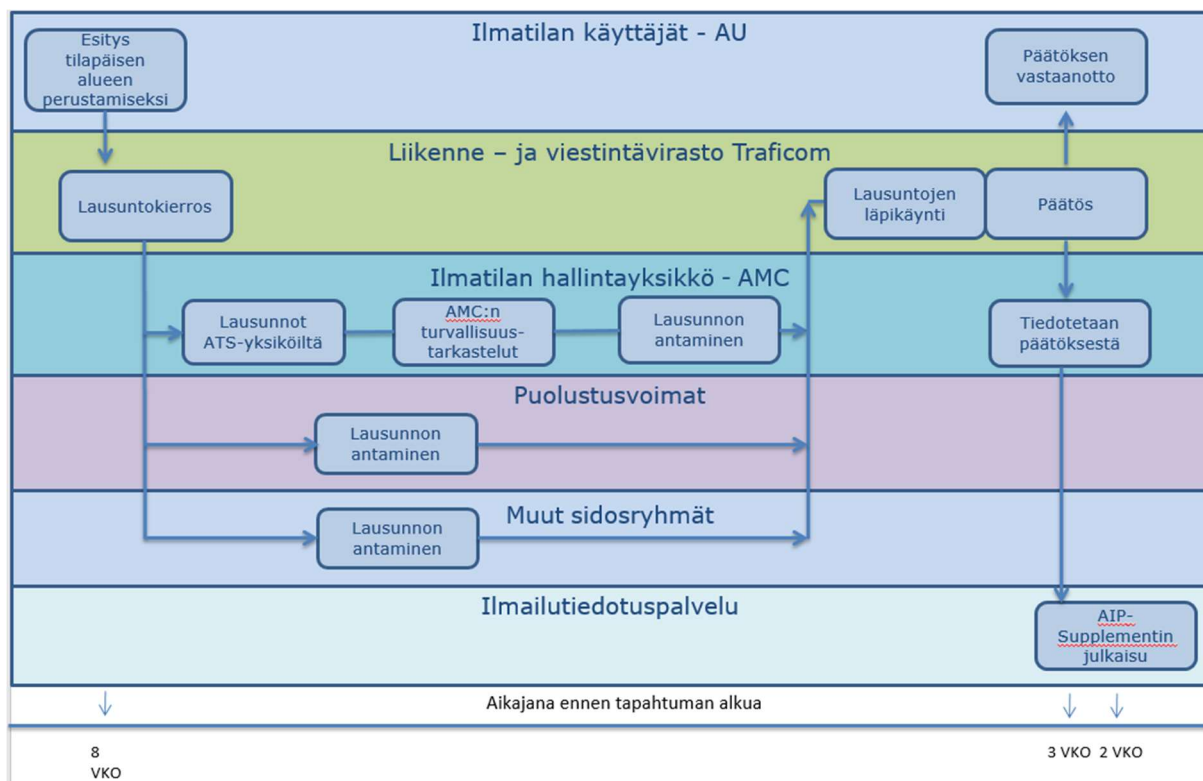 Ilmatilan käyttäjät - AU
Esitys
tilapäisen
alueen
perustamiseksi
Päätöksen
vastaanotto
Liikenne – ja viestintävirasto Traficom
Lausuntokierros
Lausuntojen
läpikäynti
Päätös
Ilmatilan hallintayksikkö - AMC
Lausunnot
ATS-yksiköiltä
AMC:n
turvallisuus-
tarkastelut
Lausunnon
antaminen
Tiedotetaan
päätöksestä
Puolustusvoimat
Lausunnon
antaminen
Muut sidosryhmät
Lausunnon
antaminen
Ilmailutiedotuspalvelu
AIP-
Supplementin
julkaisu
Aikajana ennen tapahtuman alkua
8
VKO
3 VKO
2 VKO